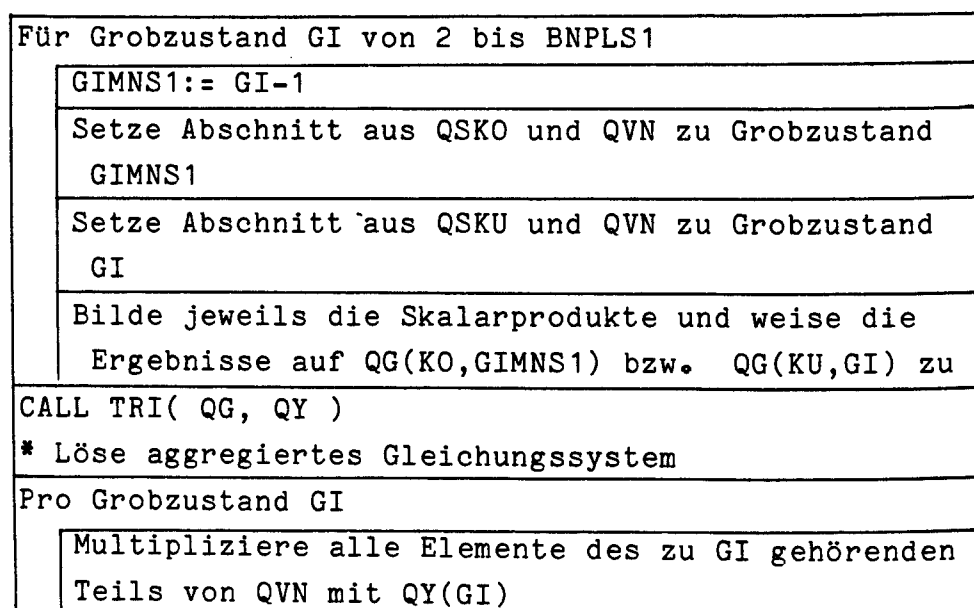 Für Grobzustand GI von 2 bis BNPLS1
GIMNS1:= GI-1
Setze Abschnitt aus QSKO und QVN zu Grobzustand
GIMNS1
Setze Abschnitt aus QSKU und QVN zu Grobzustand
GI
Bilde jeweils die Skalarprodukte und weise die
Ergebnisse auf QG(KO,GIMNS1) bzw. QG(KU,GI) zu
CALL TRI( QG, QY )
* Löse aggregiertes Gleichungssystem
Pro Grobzustand GI
Multipliziere alle Elemente des zu GI gehörenden
Teils von QVN mit QY(GI)